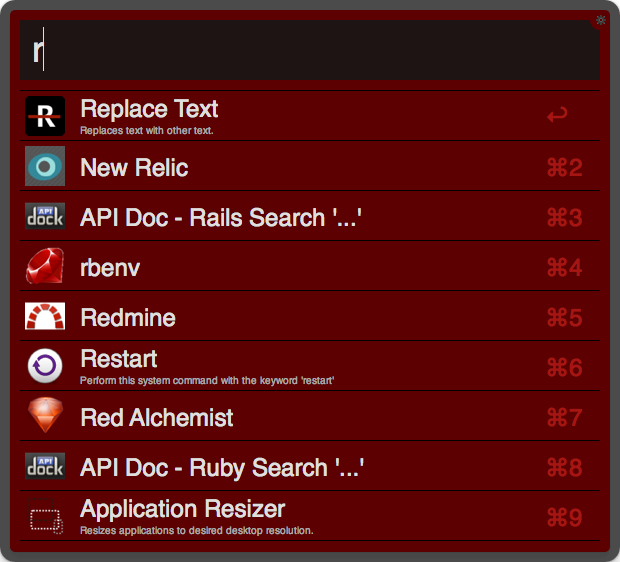 r
R Replace Text ↩
Replaces text with other text.
New Relic ⌘2
API dock API Doc - Rails Search '...' ⌘3
rbenv ⌘4
Redmine ⌘5
Restart ⌘6
Perform this system command with the keyword 'restart'
Red Alchemist ⌘7
API dock API Doc - Ruby Search '...' ⌘8
Application Resizer ⌘9
Resizes applications to desired desktop resolution.